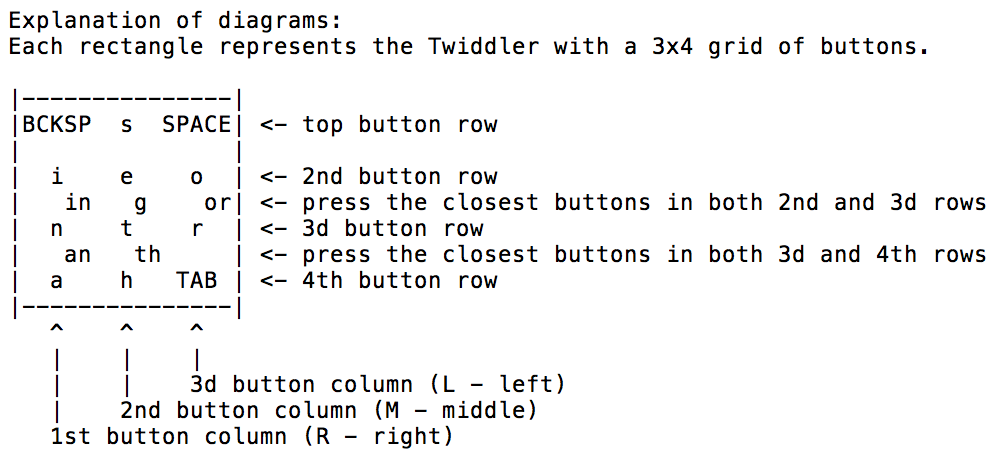 Explanation of diagrams:
Each rectangle represents the Twiddler with a 3x4 grid of buttons.

|---------------|
|BCKSP  s  SPACE| <- top button row
|               |
|  i    e    o  | <- 2nd button row
|   in   g    or| <- press the closest buttons in both 2nd and 3d rows
|  n    t    r  | <- 3d button row
|   an   th     | <- press the closest buttons in both 3d and 4th rows
|  a    h   TAB | <- 4th button row
|---------------|
   ^    ^    ^
   |    |    |
   |    |    3d button column (L - left)
   |    2nd button column (M - middle)
   1st button column (R - right)